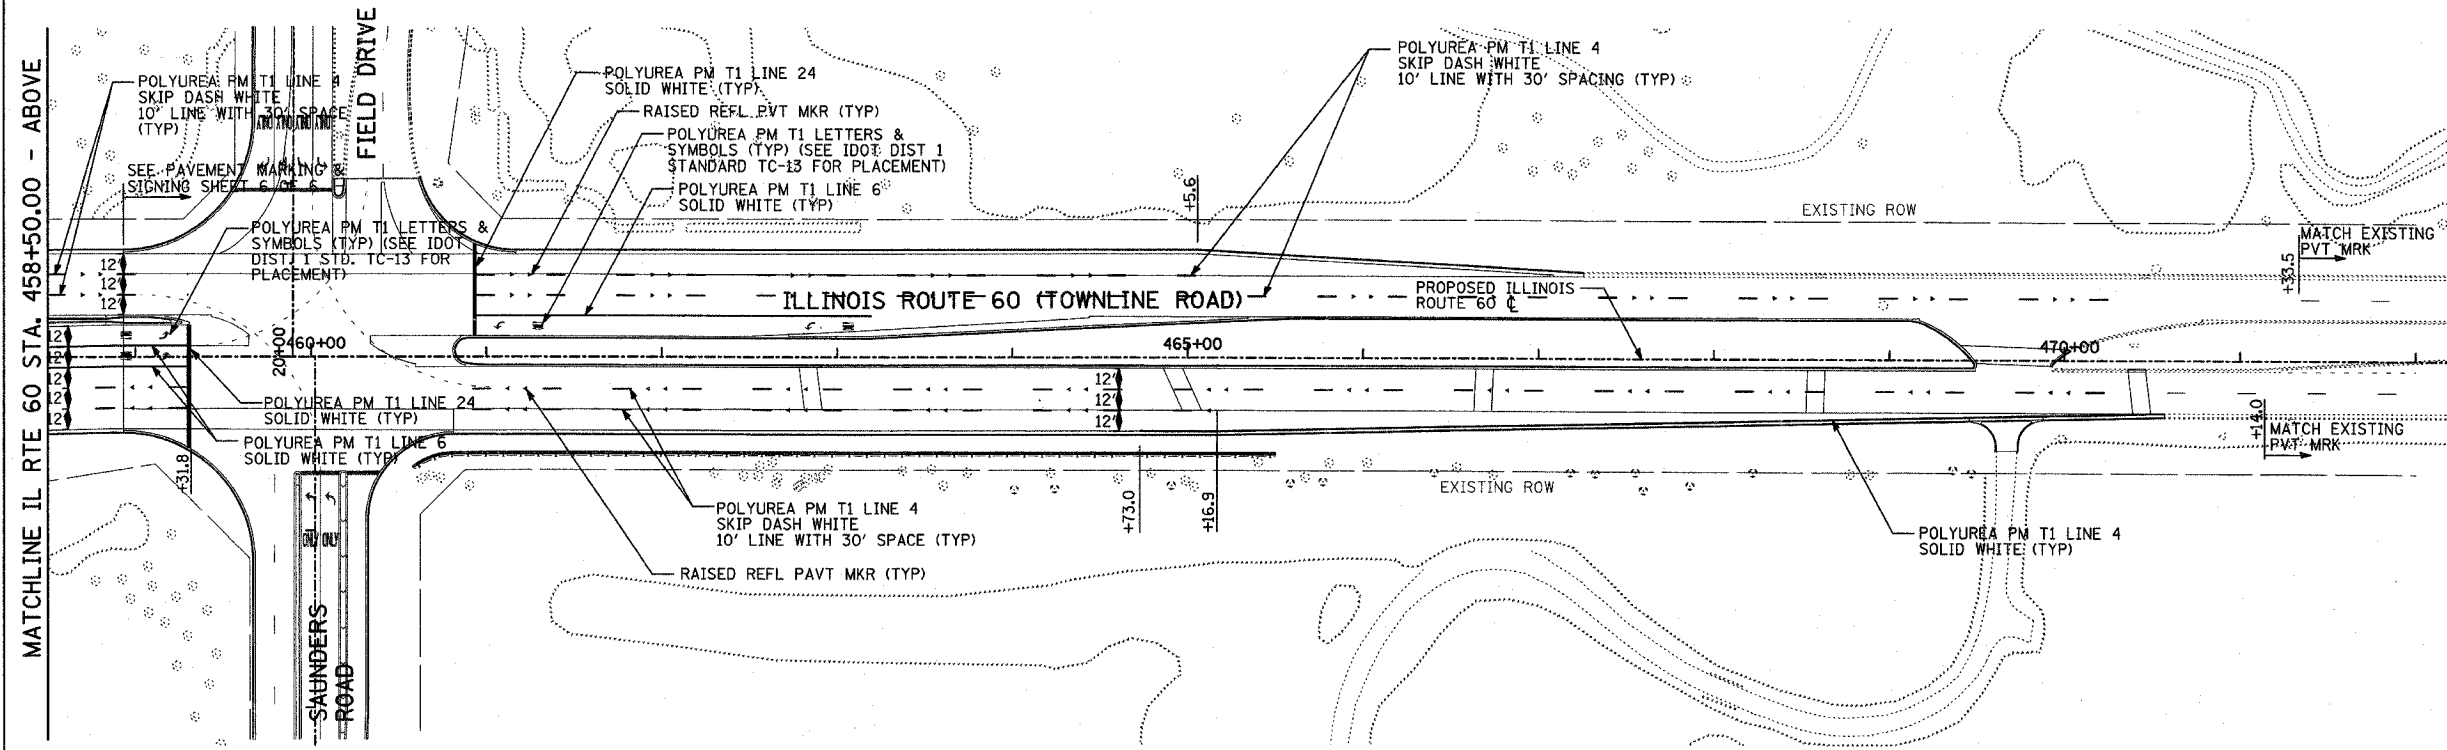 MATCHLINE IL RTE 60 STA. 458+50.00 - ABOVE
POLYUREA PM T1 LINE 4
SKIP DASH WHITE
10' LINE WITH 30' SPACE
(TYP)
SEE PAVEMENT MARKING &
SIGNING SHEET 6 OF 6
FIELD DRIVE
ONLY ONLY ONLY ONLY
POLYUREA PM T1 LETTERS &
SYMBOLS (TYP) (SEE IDOT
DIST. 1 STD. TC-13 FOR
PLACEMENT)
POLYUREA PM T1 LINE 24
SOLID WHITE (TYP)
RAISED REFL PVT MKR (TYP)
POLYUREA PM T1 LETTERS &
SYMBOLS (TYP) (SEE IDOT DIST 1
STANDARD TC-13 FOR PLACEMENT)
POLYUREA PM T1 LINE 6
SOLID WHITE (TYP)
POLYUREA PM T1 LINE 4
SKIP DASH WHITE
10' LINE WITH 30' SPACING (TYP)
+5.6
EXISTING ROW
MATCH EXISTING
PVT MRK
+33.5
12'
12'
12'
ILLINOIS ROUTE 60 (TOWNLINE ROAD)
PROPOSED ILLINOIS
ROUTE 60 ℄
12'
12'
12'
12'
12'
20+00
460+00
465+00
470+00
12'
12'
12'
POLYUREA PM T1 LINE 24
SOLID WHITE (TYP)
POLYUREA PM T1 LINE 6
SOLID WHITE (TYP)
+31.8
+14.0
MATCH EXISTING
PVT MRK
EXISTING ROW
+73.0
+16.9
ONLY ONLY
POLYUREA PM T1 LINE 4
SKIP DASH WHITE
10' LINE WITH 30' SPACE (TYP)
RAISED REFL PAVT MKR (TYP)
POLYUREA PM T1 LINE 4
SOLID WHITE (TYP)
SAUNDERS
ROAD